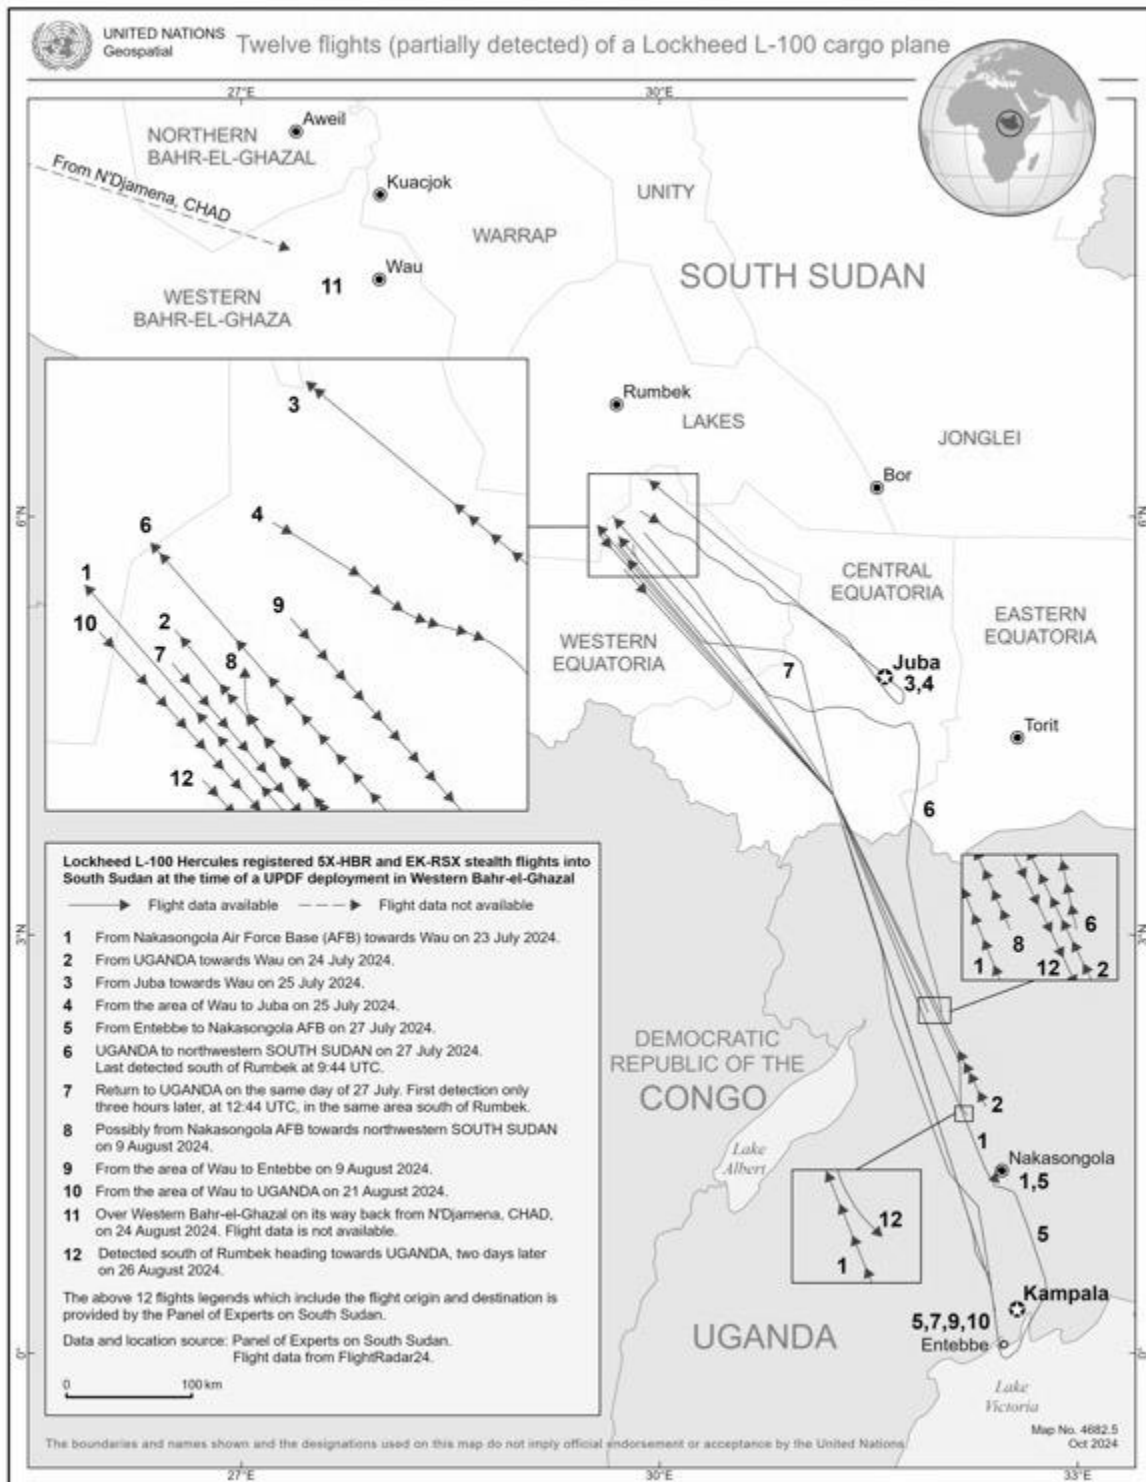 UNITED NATIONS
Geospatial
Twelve flights (partially detected) of a Lockheed L-100 cargo plane
27°E
30°E
Aweil
NORTHERN
BAHR-EL-GHAZAL
From N'Djamena, CHAD
Kuacjok
UNITY
WARRAP
SOUTH SUDAN
Wau
11
WESTERN
BAHR-EL-GHAZA
Rumbek
LAKES
JONGLEI
3
Bor
6°N
6°N
4
6
1
10
2
9
7
8
12
CENTRAL
EQUATORIA
EASTERN
EQUATORIA
WESTERN
EQUATORIA
7
Juba
3,4
Torit
6
Lockheed L-100 Hercules registered 5X-HBR and EK-RSX stealth flights into
South Sudan at the time of a UPDF deployment in Western Bahr-el-Ghazal
Flight data available
Flight data not available
1 From Nakasongola Air Force Base (AFB) towards Wau on 23 July 2024.
2 From UGANDA towards Wau on 24 July 2024.
3 From Juba towards Wau on 25 July 2024.
4 From the area of Wau to Juba on 25 July 2024.
5 From Entebbe to Nakasongola AFB on 27 July 2024.
6 UGANDA to northwestern SOUTH SUDAN on 27 July 2024.
Last detected south of Rumbek at 9:44 UTC.
7 Return to UGANDA on the same day of 27 July. First detection only
three hours later, at 12:44 UTC, in the same area south of Rumbek.
8 Possibly from Nakasongola AFB towards northwestern SOUTH SUDAN
on 9 August 2024.
9 From the area of Wau to Entebbe on 9 August 2024.
10 From the area of Wau to UGANDA on 21 August 2024.
11 Over Western Bahr-el-Ghazal on its way back from N'Djamena, CHAD,
on 24 August 2024. Flight data is not available.
12 Detected south of Rumbek heading towards UGANDA, two days later
on 26 August 2024.
The above 12 flights legends which include the flight origin and destination is
provided by the Panel of Experts on South Sudan.
Data and location source: Panel of Experts on South Sudan.
Flight data from FlightRadar24.
0
100 km
3°N
3°N
1
8
12
6
2
DEMOCRATIC
REPUBLIC OF THE
CONGO
2
1
Lake
Albert
Nakasongola
1,5
12
1
5
Kampala
5,7,9,10
Entebbe
UGANDA
0°
0°
Lake
Victoria
Map No. 4682.5
Oct 2024
The boundaries and names shown and the designations used on this map do not imply official endorsement or acceptance by the United Nations
27°E
30°E
33°E